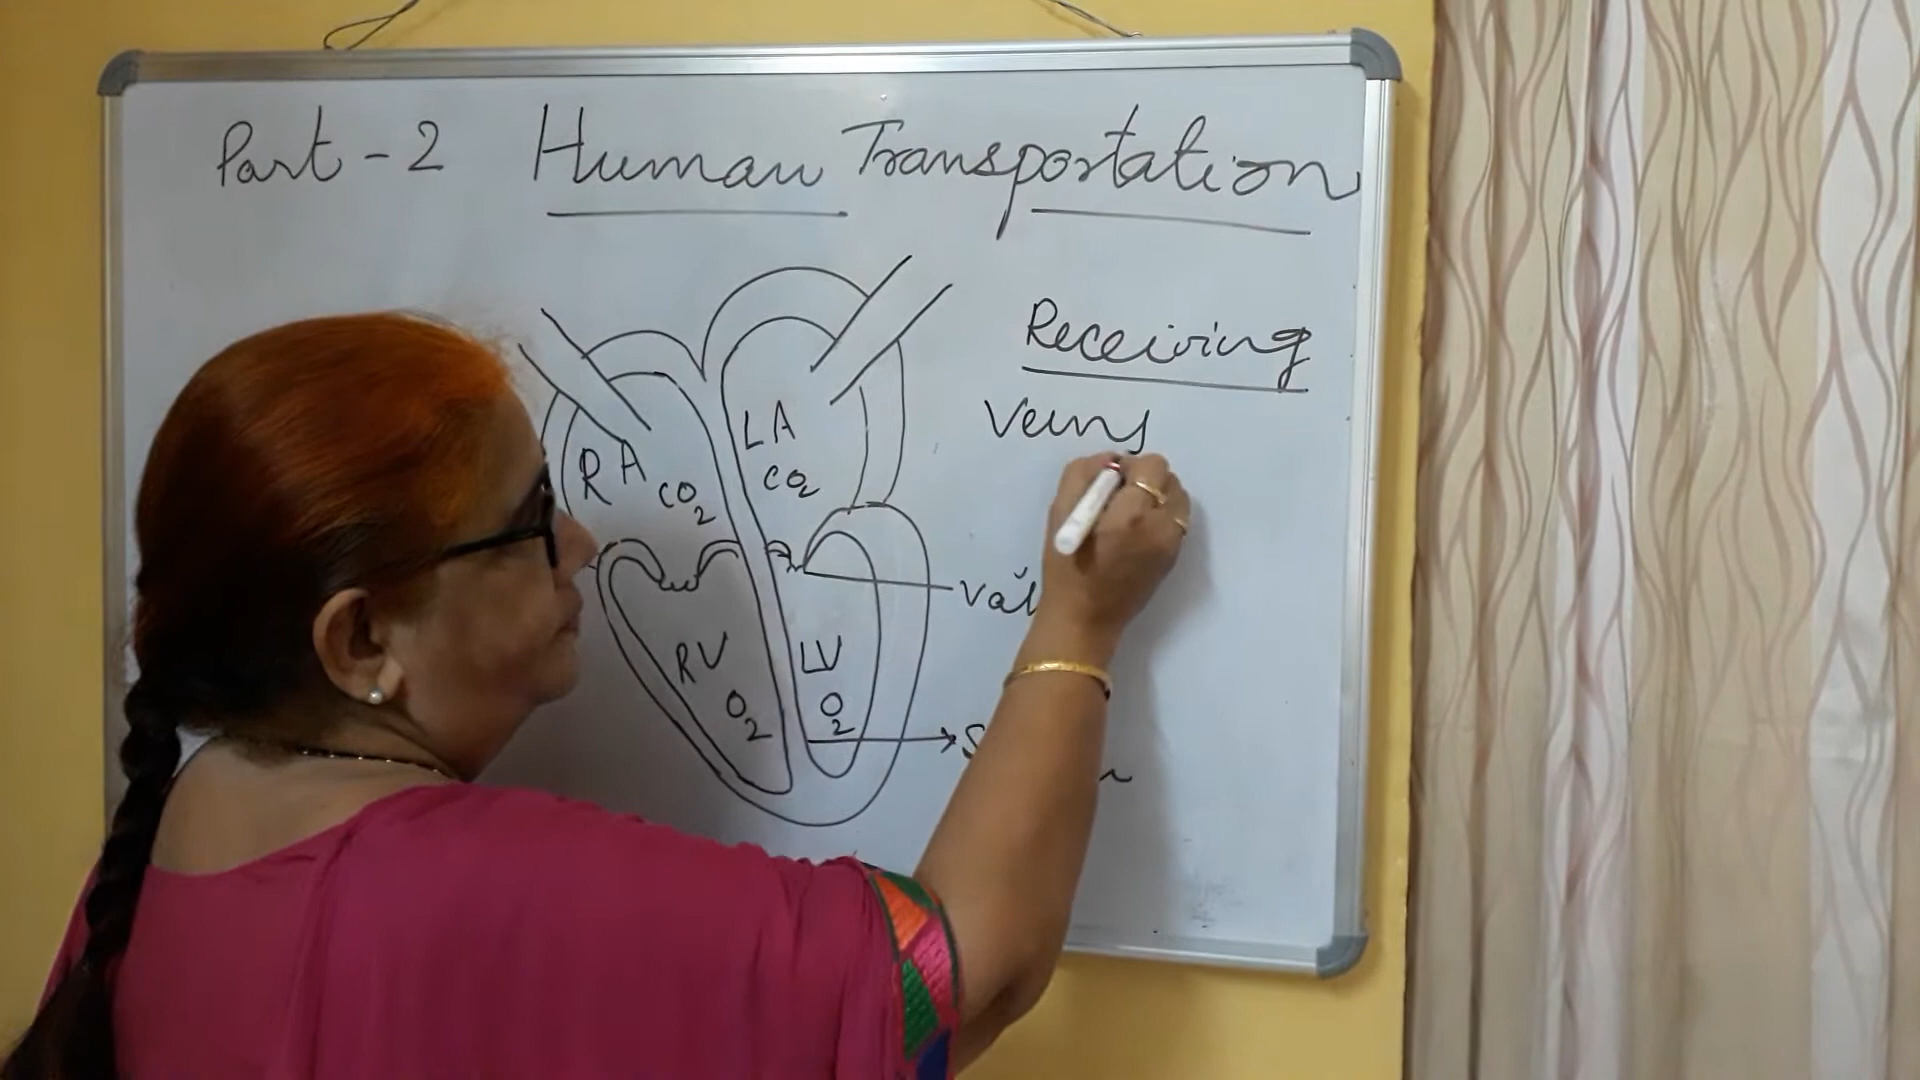 Part - 2 Human Transportation
Receiving
Veins
RA
CO2
LA
CO2
RV
O2
LV
O2